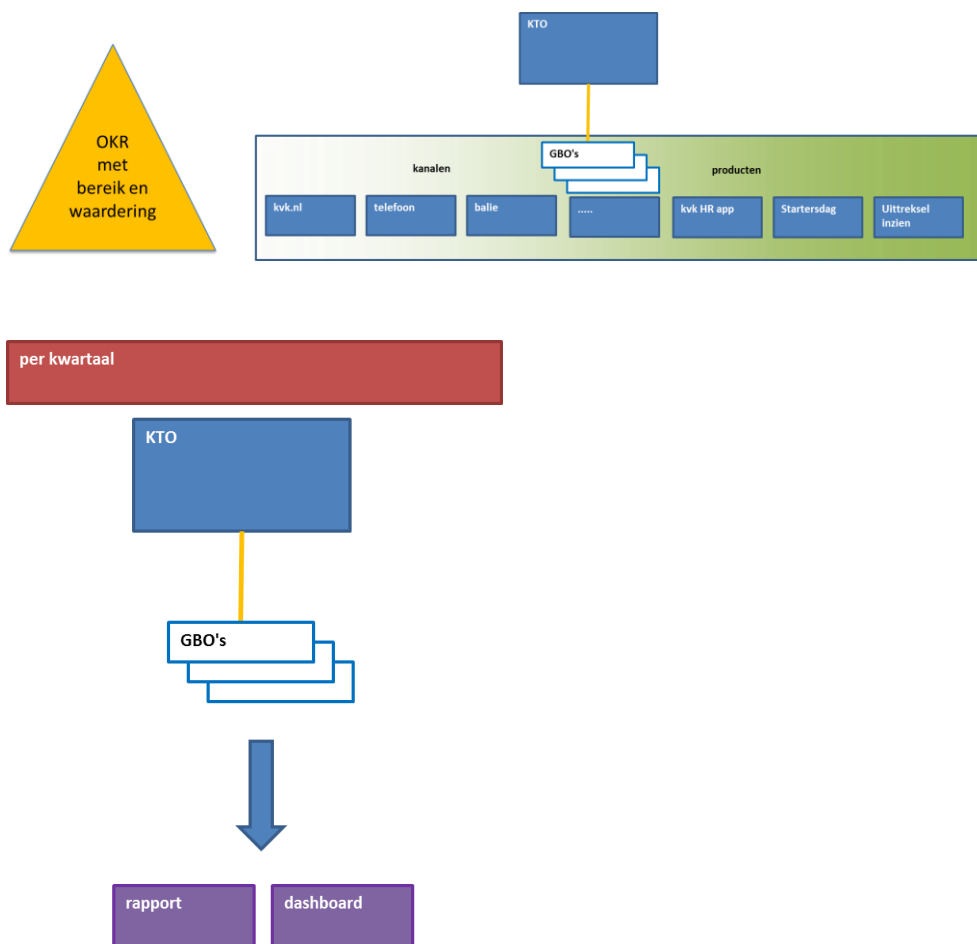 KTO
OKR
met
bereik en
waardering
GBO's
kanalen
producten
kvk.nl
telefoon
balie
.....
kvk HR app
Startersdag
Uittreksel
inzien
per kwartaal
KTO
GBO's
rapport
dashboard